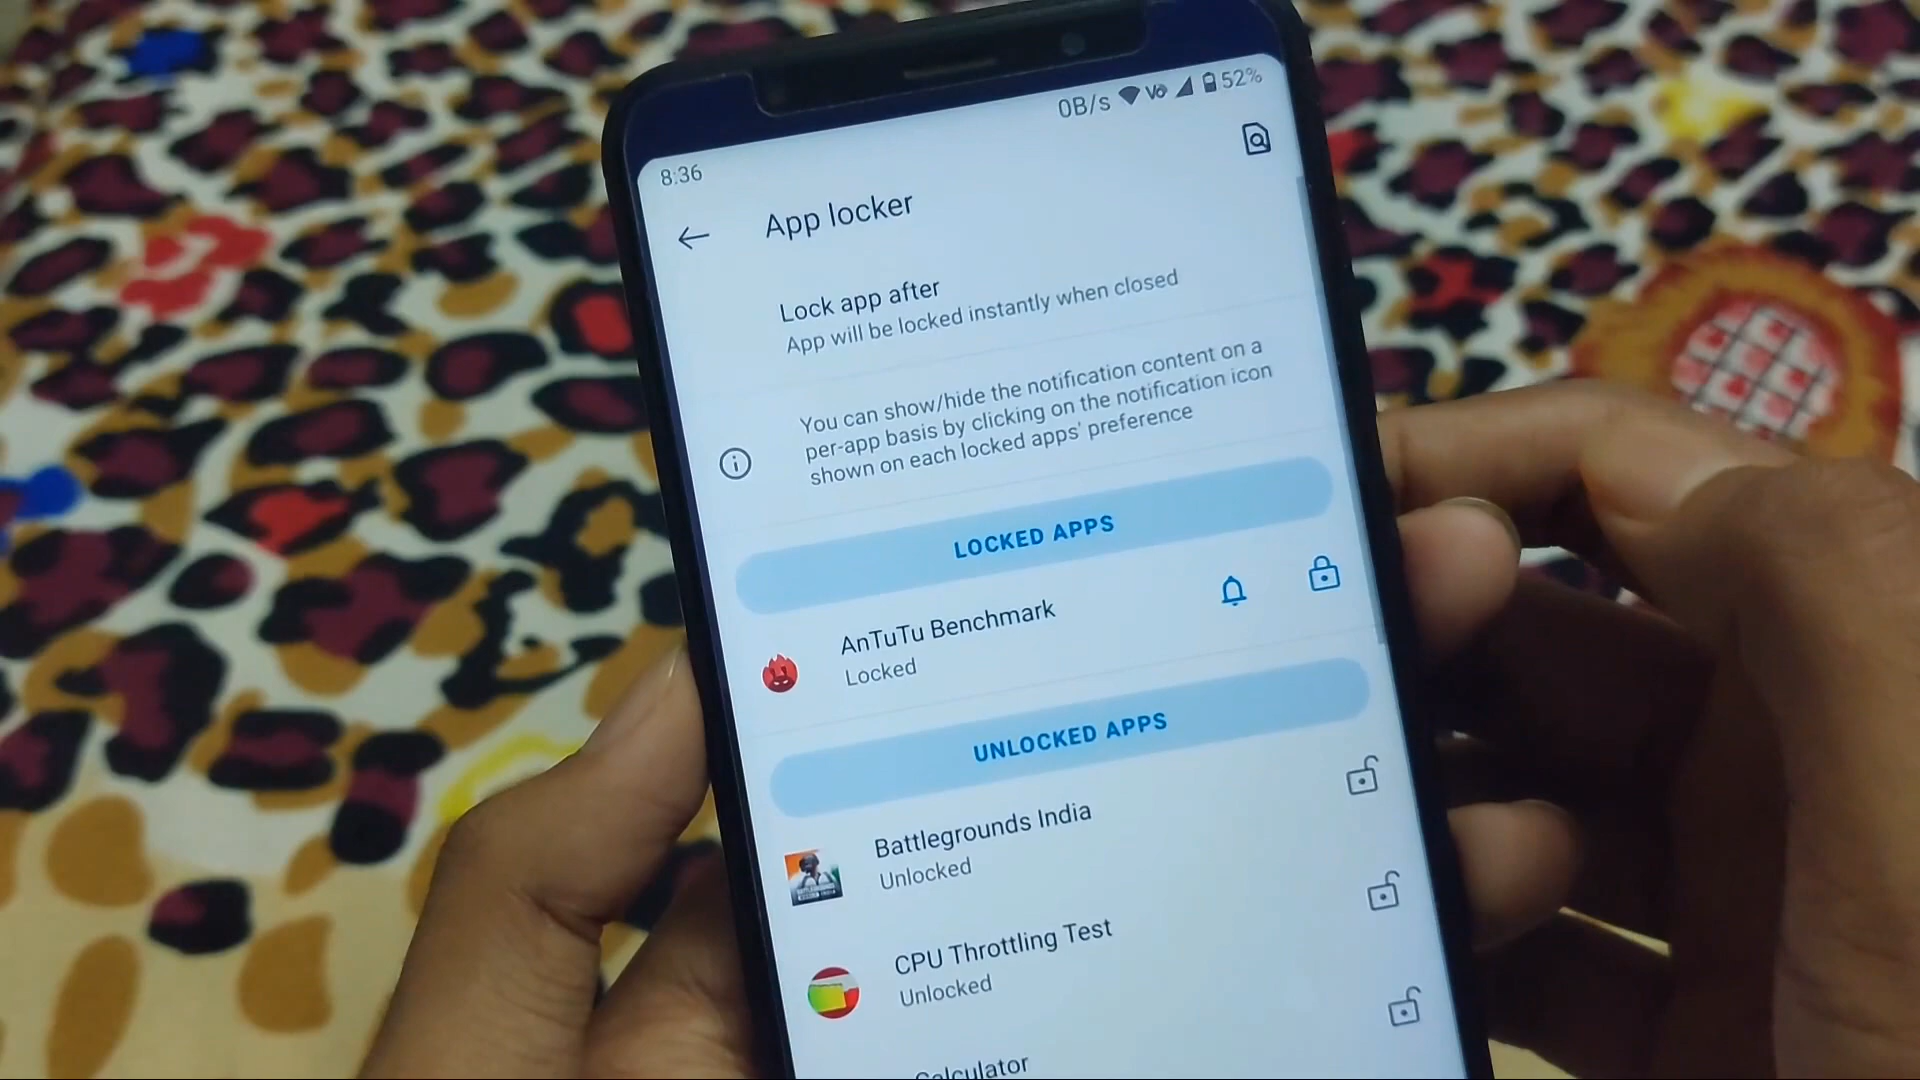 0B/s Vo 52%
8:36
App locker
Lock app after
App will be locked instantly when closed
You can show/hide the notification content on a
per-app basis by clicking on the notification icon
shown on each locked apps' preference
LOCKED APPS
AnTuTu Benchmark
Locked
UNLOCKED APPS
Battlegrounds India
Unlocked
CPU Throttling Test
Unlocked
Calculator